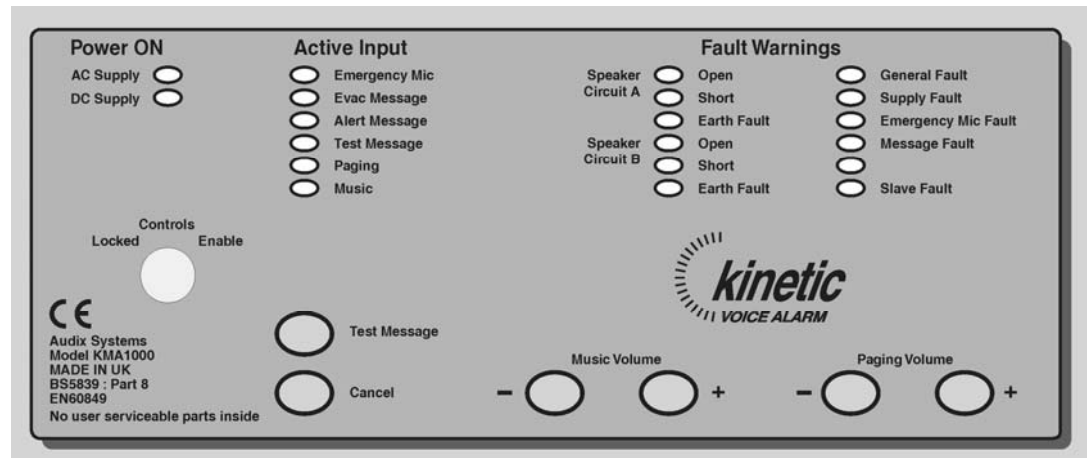 Power ON
AC Supply
DC Supply
Active Input
Emergency Mic
Evac Message
Alert Message
Test Message
Paging
Music
Fault Warnings
Speaker
Circuit A
Open
Short
Earth Fault
Speaker
Circuit B
Open
Short
Earth Fault
General Fault
Supply Fault
Emergency Mic Fault
Message Fault
Slave Fault
Controls
Locked Enable
CE
Audix Systems
Model KMA1000
MADE IN UK
BS5839 : Part 8
EN60849
No user serviceable parts inside
Test Message
Cancel
kinetic
VOICE ALARM
Music Volume
– +
Paging Volume
– +